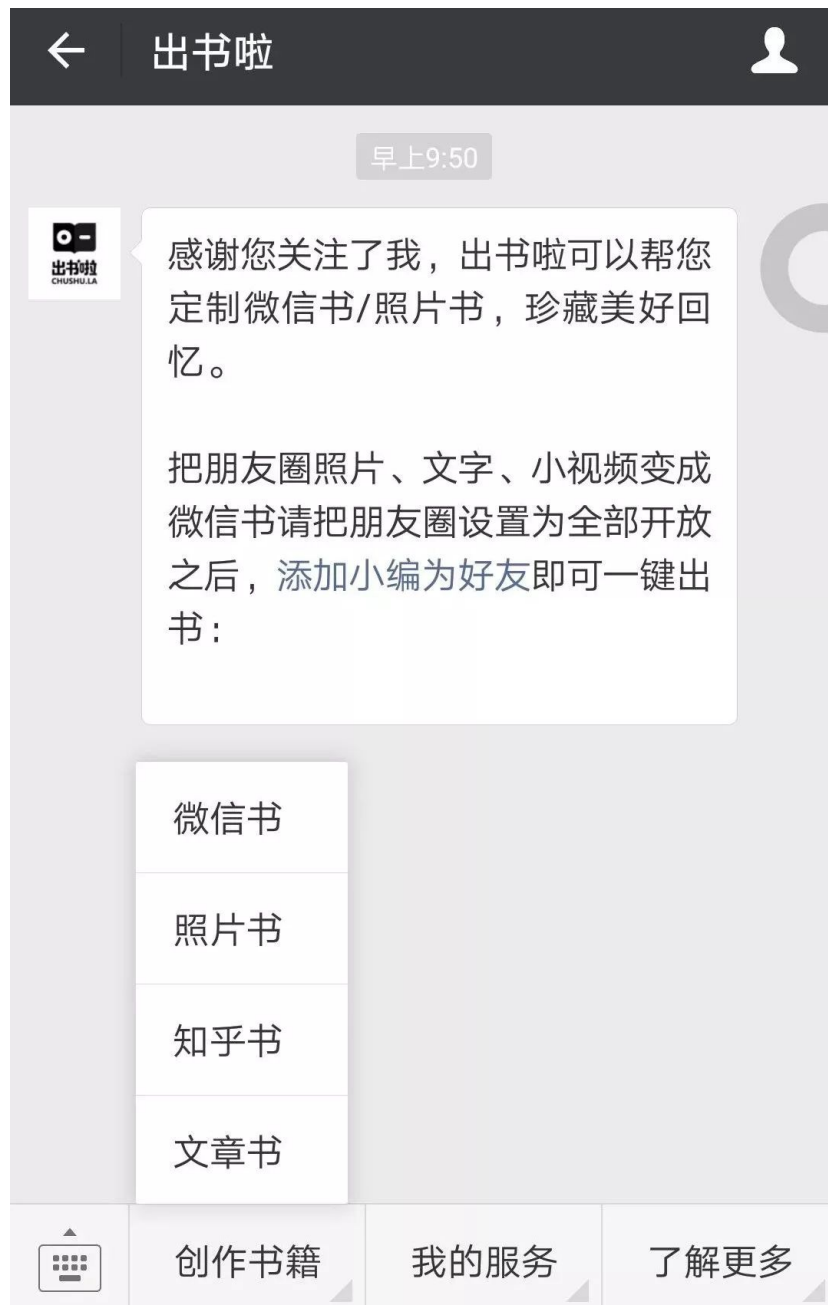 出书啦
早上9:50
出书啦
CHUSHU.LA
感谢您关注了我，出书啦可以帮您
定制微信书/照片书，珍藏美好回
忆。
把朋友圈照片、文字、小视频变成
微信书请把朋友圈设置为全部开放
之后，添加小编为好友即可一键出
书：
微信书
照片书
知乎书
文章书
创作书籍
我的服务
了解更多